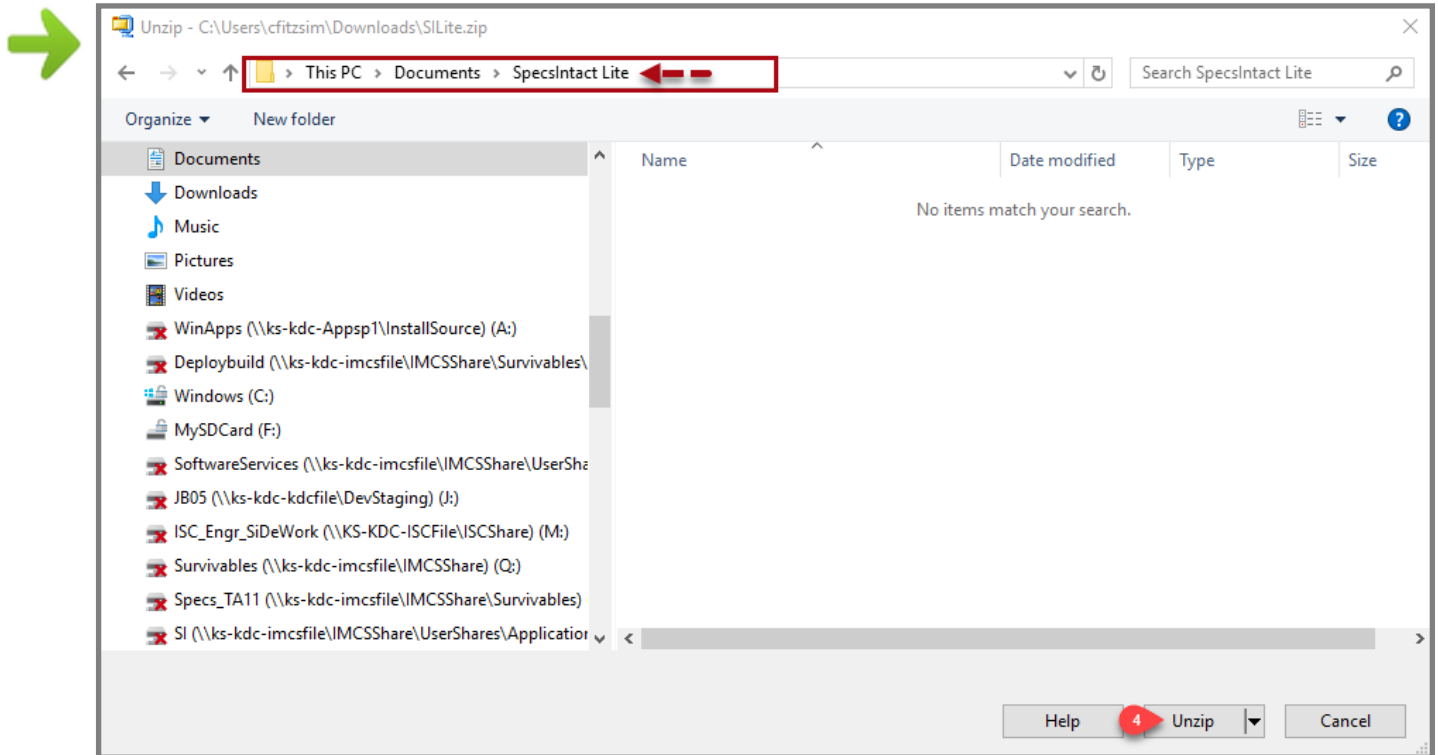 Unzip - C:\Users\cfitzsim\Downloads\SILite.zip
This PC > Documents > SpecsIntact Lite
Search SpecsIntact Lite
Organize
New folder
Documents
Downloads
Music
Pictures
Videos
WinApps (\\ks-kdc-Appsp1\InstallSource) (A:)
Deploybuild (\\ks-kdc-imcsfile\IMCSShare\Survivables\
Windows (C:)
MySDCard (F:)
SoftwareServices (\\ks-kdc-imcsfile\IMCSShare\UserSha
JB05 (\\ks-kdc-kdcfile\DevStaging) (J:)
ISC_Engr_SiDeWork (\\KS-KDC-ISCFile\ISCShare) (M:)
Survivables (\\ks-kdc-imcsfile\IMCSShare) (Q:)
Specs_TA11 (\\ks-kdc-imcsfile\IMCSShare\Survivables)
SI (\\ks-kdc-imcsfile\IMCSShare\UserShares\Application
Name Date modified Type Size
No items match your search.
Help 4 Unzip Cancel